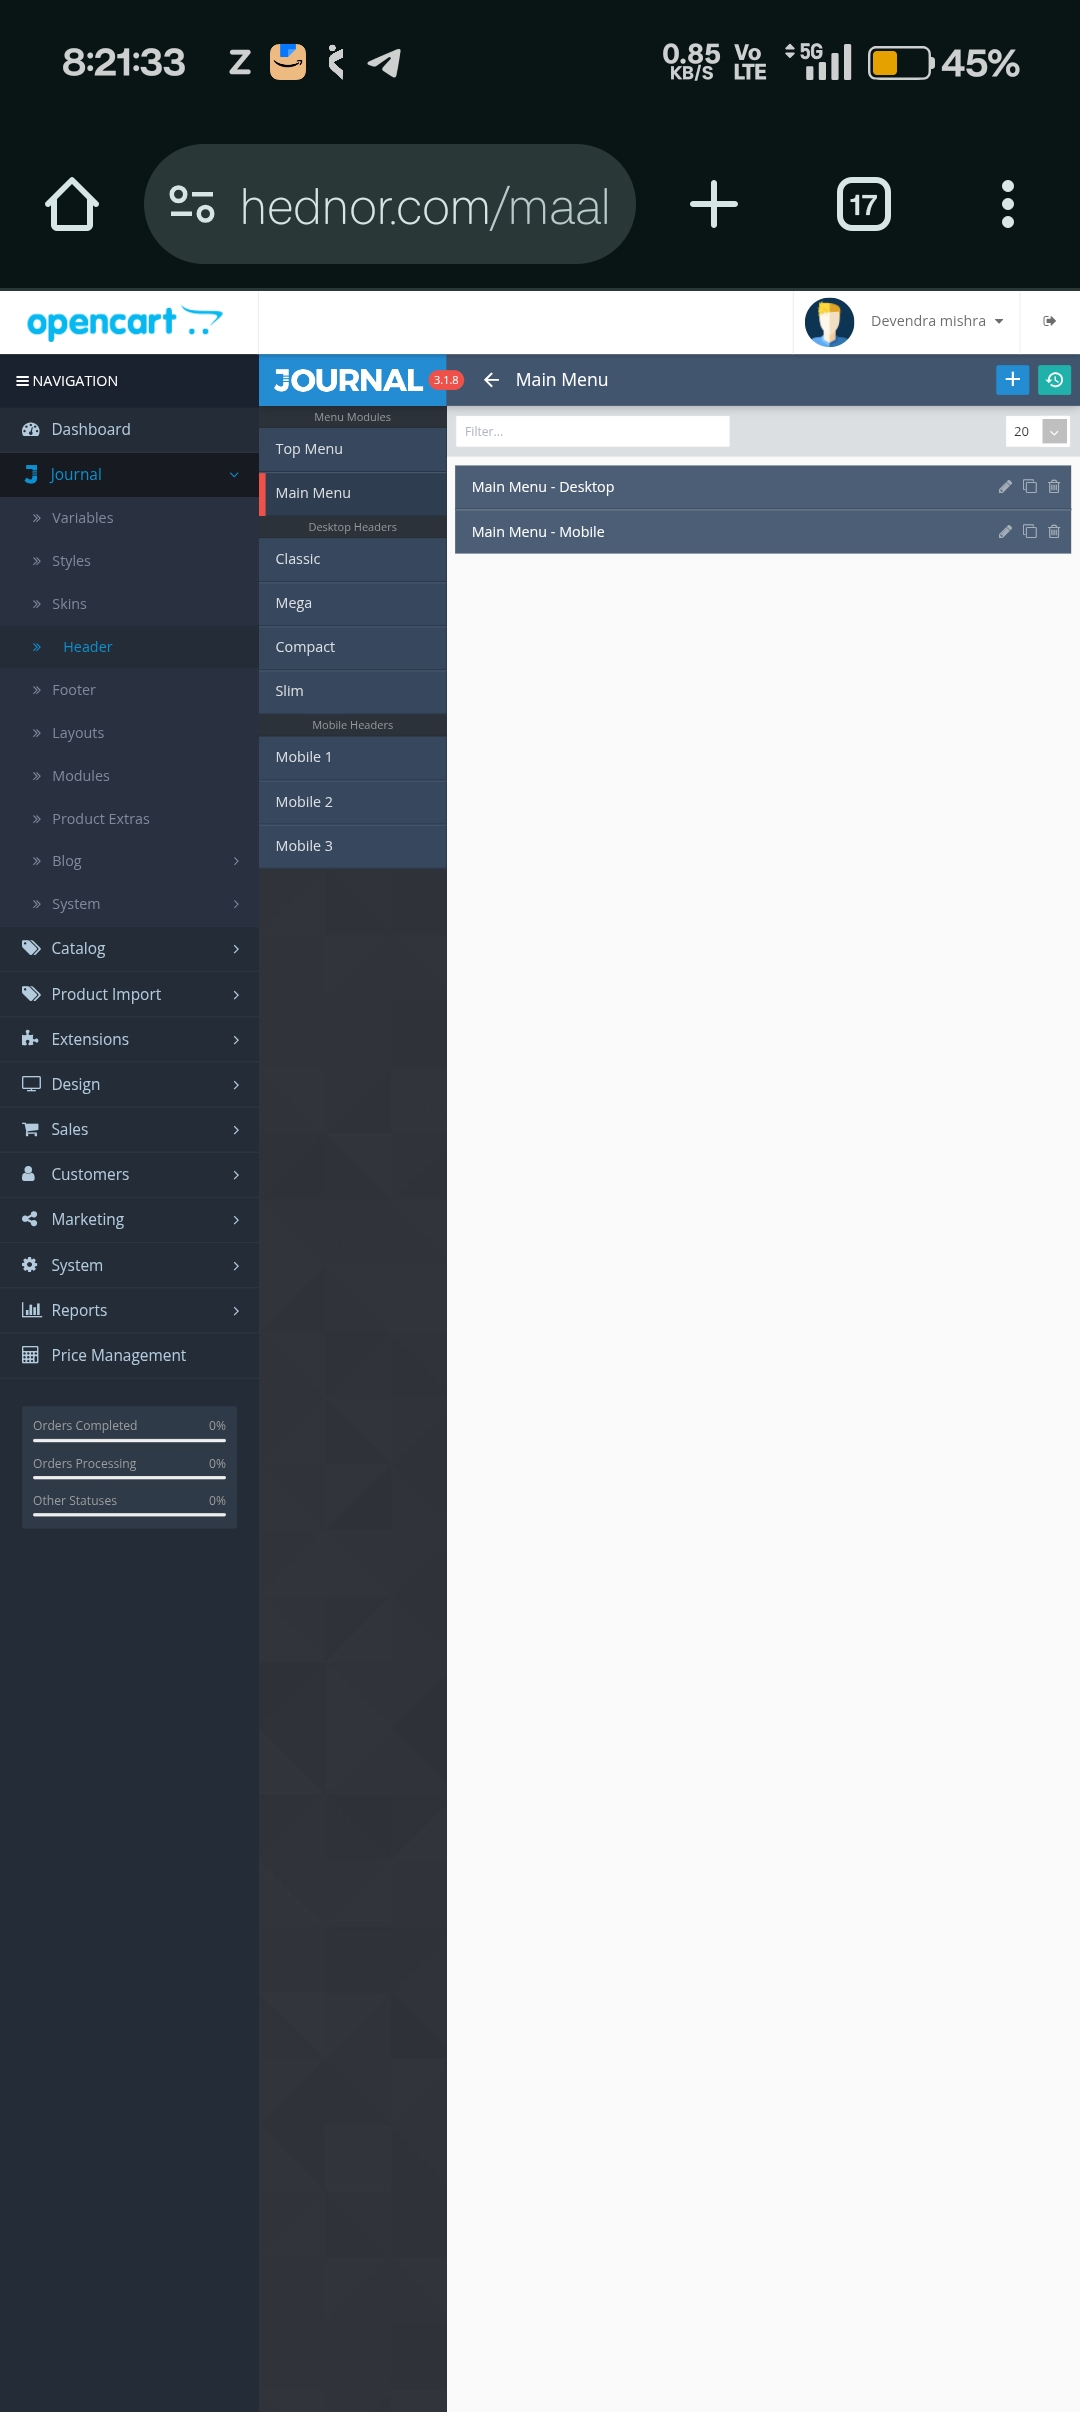 8:21:33
Z
0.85 KB/S
Vo LTE
5G
45%
hednor.com/maal
17
opencart
Devendra mishra
NAVIGATION
Dashboard
Journal
Variables
Styles
Skins
Header
Footer
Layouts
Modules
Product Extras
Blog
System
Catalog
Product Import
Extensions
Design
Sales
Customers
Marketing
System
Reports
Price Management
Orders Completed 0%
Orders Processing 0%
Other Statuses 0%
JOURNAL 3.1.8
Menu Modules
Top Menu
Main Menu
Desktop Headers
Classic
Mega
Compact
Slim
Mobile Headers
Mobile 1
Mobile 2
Mobile 3
Main Menu
Filter...
20
Main Menu - Desktop
Main Menu - Mobile